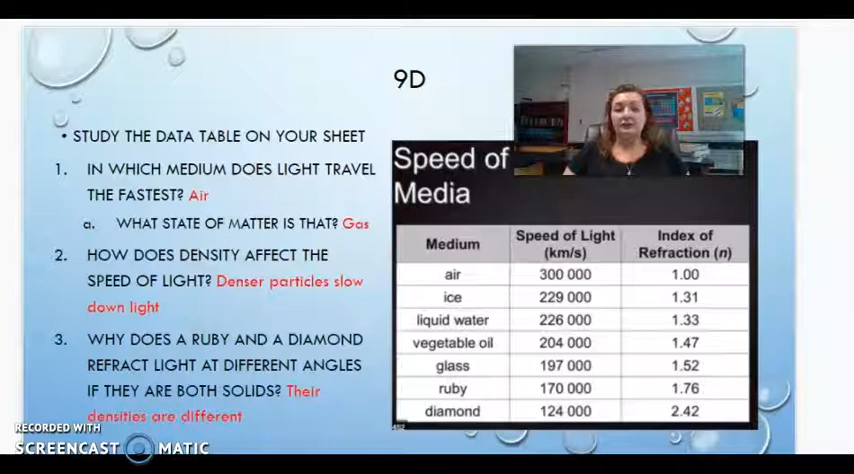 9D
• STUDY THE DATA TABLE ON YOUR SHEET
1. IN WHICH MEDIUM DOES LIGHT TRAVEL
THE FASTEST? Air
a. WHAT STATE OF MATTER IS THAT? Gas
2. HOW DOES DENSITY AFFECT THE
SPEED OF LIGHT? Denser particles slow
down light
3. WHY DOES A RUBY AND A DIAMOND
REFRACT LIGHT AT DIFFERENT ANGLES
IF THEY ARE BOTH SOLIDS? Their
densities are different
Speed of
Media
Medium Speed of Light (km/s) Index of Refraction (n)
air 300 000 1.00
ice 229 000 1.31
liquid water 226 000 1.33
vegetable oil 204 000 1.47
glass 197 000 1.52
ruby 170 000 1.76
diamond 124 000 2.42
RECORDED WITH
SCREENCAST MATIC